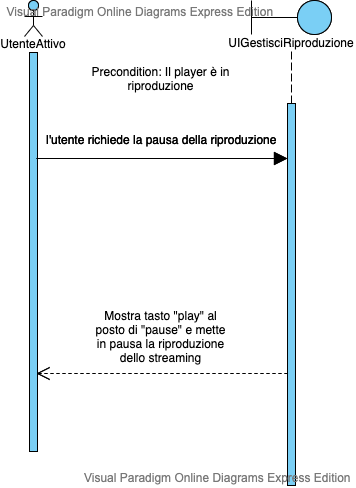 Visual Paradigm Online Diagrams Express Edition
UtenteAttivo
UIGestisciRiproduzione
Precondition: Il player è in
riproduzione
l'utente richiede la pausa della riproduzione
Mostra tasto "play" al
posto di "pause" e mette
in pausa la riproduzione
dello streaming
Visual Paradigm Online Diagrams Express Edition